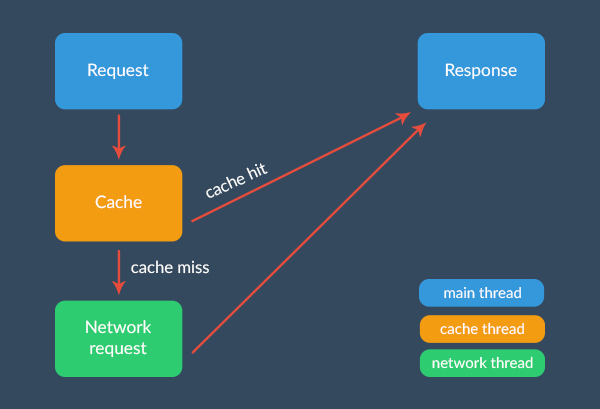 Request
Response
cache hit
Cache
cache miss
Network
request
main thread
cache thread
network thread